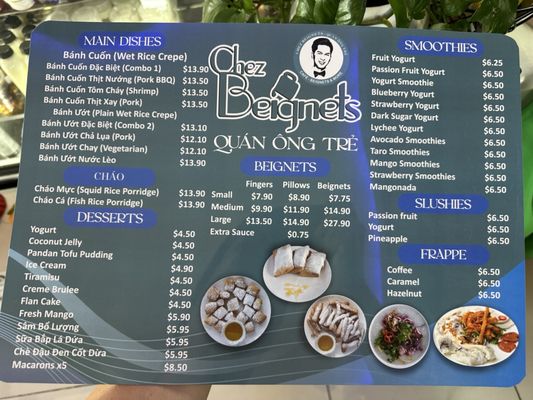 MAIN DISHES
Bánh Cuốn (Wet Rice Crepe)
Bánh Cuốn Đặc Biệt (Combo 1) $13.90
Bánh Cuốn Thịt Nướng (Pork BBQ) $13.50
Bánh Cuốn Tôm Cháy (Shrimp) $13.50
Bánh Cuốn Thịt Xay (Pork) $13.50
Bánh Ướt (Plain Wet Rice Crepe)
Bánh Ướt Đặc Biệt (Combo 2) $13.10
Bánh Ướt Chả Lụa (Pork) $12.10
Bánh Ướt Chay (Vegetarian) $12.10
Bánh Ướt Nước Lèo $13.90
CHÁO
Cháo Mực (Squid Rice Porridge) $13.90
Cháo Cá (Fish Rice Porridge) $13.90
DESSERTS
Yogurt $4.50
Coconut Jelly $4.50
Pandan Tofu Pudding $4.50
Ice Cream $4.90
Tiramisu $4.50
Creme Brulee $4.50
Flan Cake $4.50
Fresh Mango $5.90
Sâm Bổ Lượng $5.95
Sữa Bắp Lá Dứa $5.95
Chè Đậu Đen Cốt Dừa $5.95
Macarons x5 $8.50
Chez
Beignets
QUÁN ÔNG TRẺ
BEIGNETS
Fingers Pillows Beignets
Small $7.90 $8.90 $7.75
Medium $9.90 $11.90 $14.90
Large $13.50 $14.90 $27.90
Extra Sauce $0.75
SMOOTHIES
Fruit Yogurt $6.25
Passion Fruit Yogurt $6.50
Yogurt Smoothie $6.50
Blueberry Yogurt $6.50
Strawberry Yogurt $6.50
Dark Sugar Yogurt $6.50
Lychee Yogurt $6.50
Avocado Smoothies $6.50
Taro Smoothies $6.50
Mango Smoothies $6.50
Strawberry Smoothies $6.50
Mangonada $6.50
SLUSHIES
Passion fruit $6.50
Yogurt $6.50
Pineapple $6.50
FRAPPE
Coffee $6.50
Caramel $6.50
Hazelnut $6.50